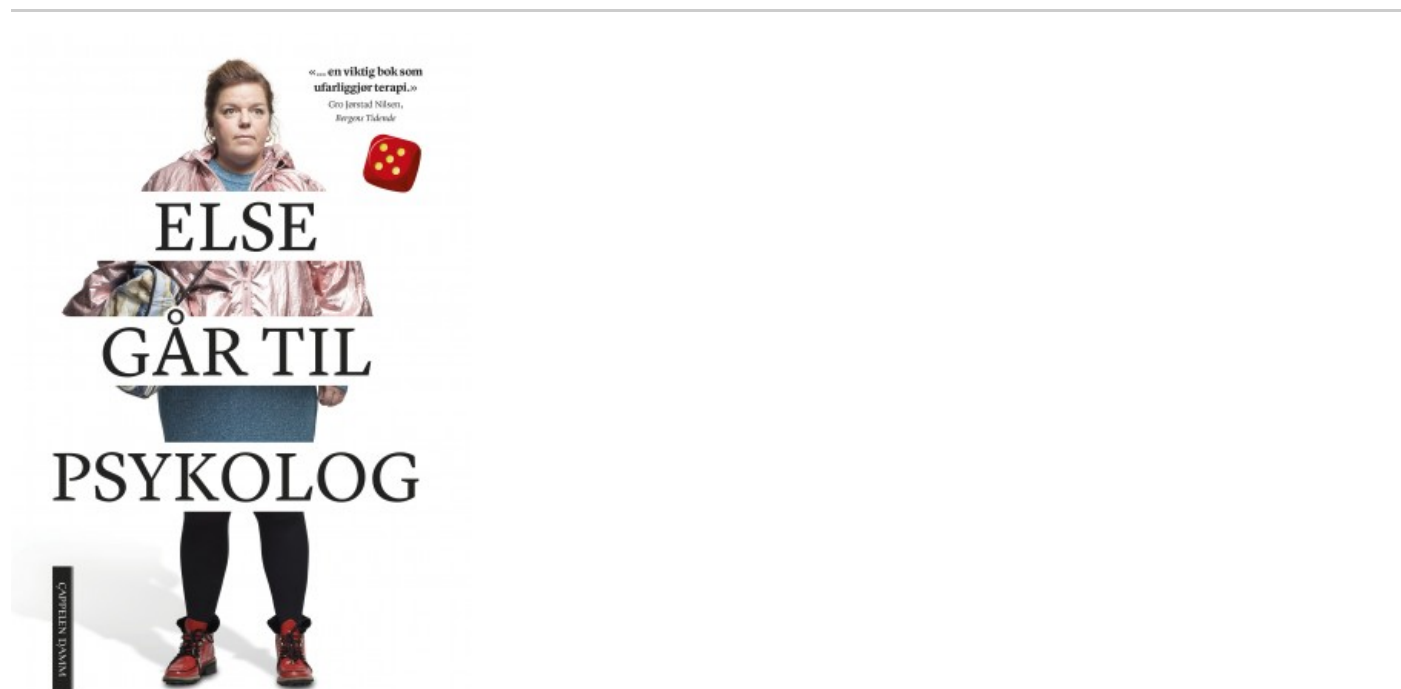 «... en viktig bok som
ufarliggjør terapi.»
Gro Jørstad Nilsen,
Bergens Tidende
ELSE
GÅR TIL
PSYKOLOG
CAPPELEN DAMM